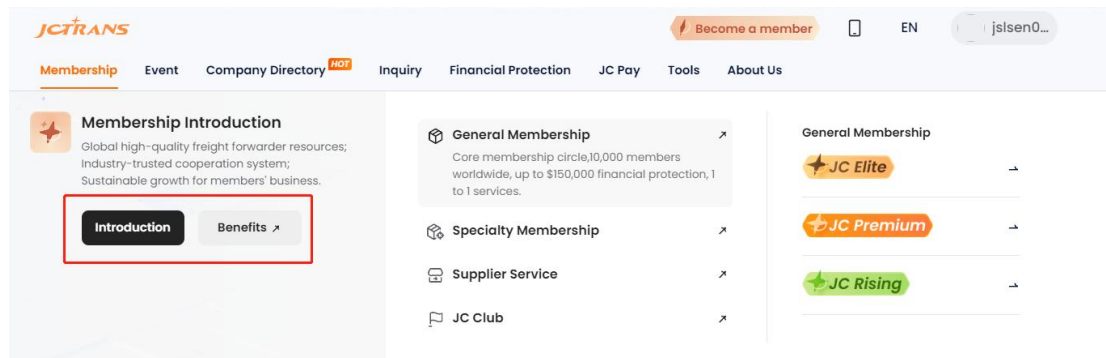 JCTRANS
Become a member
EN
jslsen0...
Membership Event Company Directory HOT Inquiry Financial Protection JC Pay Tools About Us
Membership Introduction
Global high-quality freight forwarder resources;
Industry-trusted cooperation system;
Sustainable growth for members' business.
Introduction
Benefits
General Membership
Core membership circle,10,000 members
worldwide, up to $150,000 financial protection, 1
to 1 services.
Specialty Membership
Supplier Service
JC Club
General Membership
JC Elite
JC Premium
JC Rising